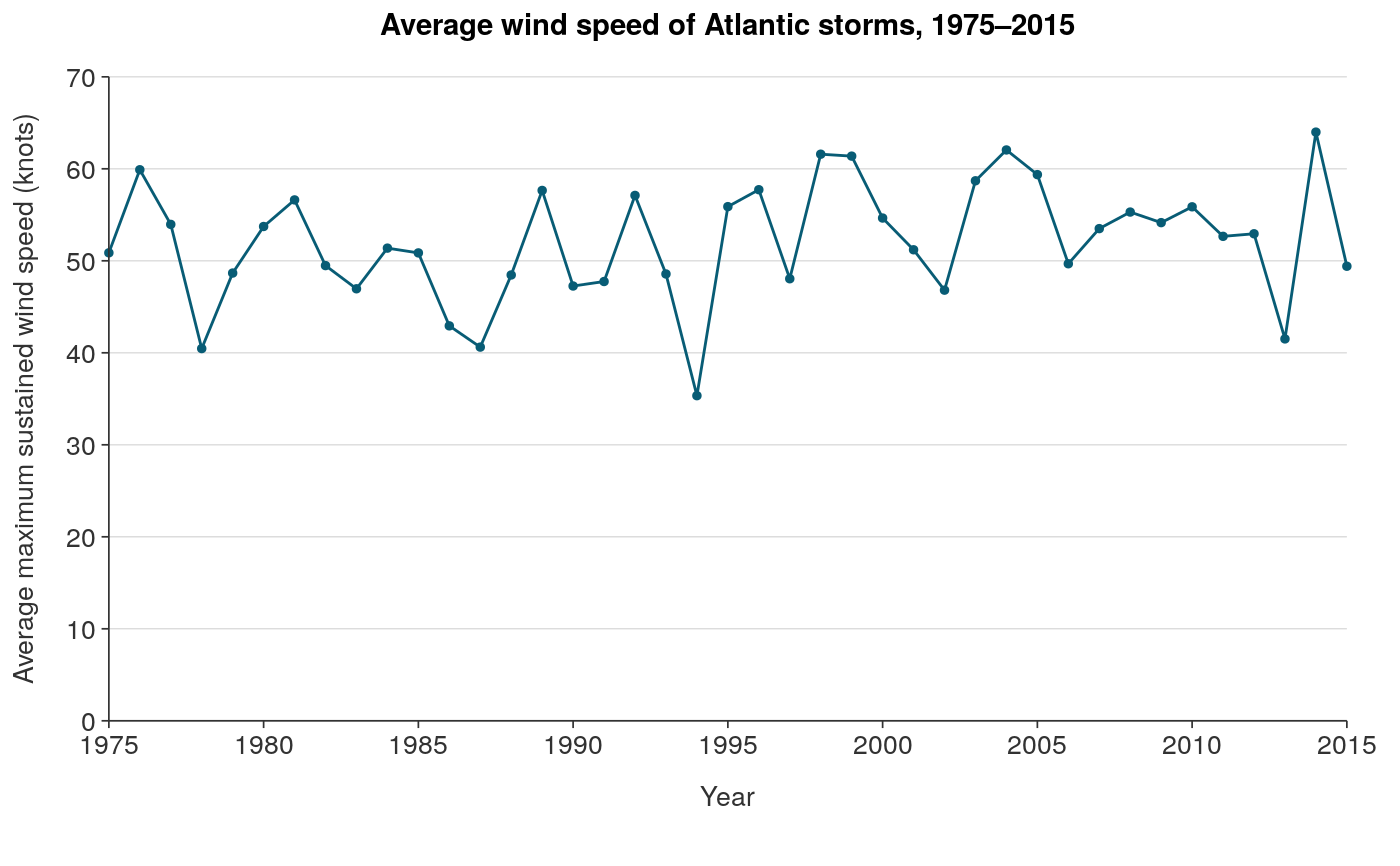 Average wind speed of Atlantic storms, 1975–2015
Average maximum sustained wind speed (knots)
70
60
50
40
30
20
10
0
1975 1980 1985 1990 1995 2000 2005 2010 2015
Year